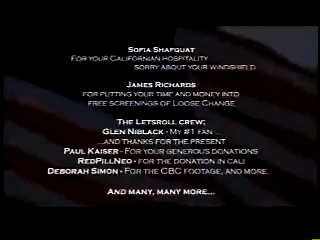 Sofia Shafquat
For your Californian hospitality
sorry about your windshield
James Richards
for putting your time and money into
free screenings of Loose Change
The Letsroll crew;
Glen Niblack - My #1 fan ...
...and thanks for the present
Paul Kaiser - For your generous donations
RedPill.Neo - for the donation in cali
Deborah Simon - For the CBC footage, and more.
And many, many more...